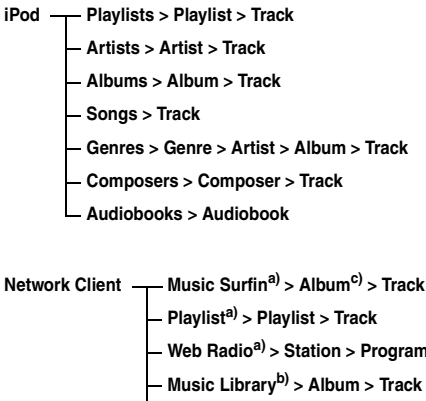 iPod Playlists > Playlist > Track
Artists > Artist > Track
Albums > Album > Track
Songs > Track
Genres > Genre > Artist > Album > Track
Composers > Composer > Track
Audiobooks > Audiobook
Network Client Music Surfin a) > Album c) > Track
Playlist a) > Playlist > Track
Web Radio a) > Station > Program
Music Library b) > Album > Track